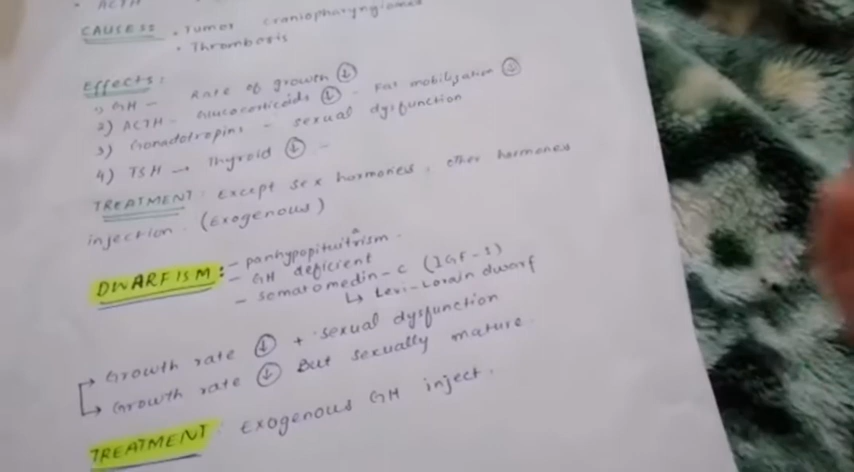 • ACTH
CAUSES: • Tumor craniopharyngiomas
• Thrombosis
Effects:
1) GH - Rate of growth ↓
2) ACTH - Glucocorticoids ↓ - Fat mobilization ↓
3) Gonadotropins - sexual dysfunction
4) TSH → Thyroid ↓ -
TREATMENT: Except sex hormones, other hormones
injection. (Exogenous)
DWARFISM: - panhypopituitrism.
- GH deficient
- Somatomedin-C (IGF-1)
↳ Levi-Lorain dwarf
→ Growth rate ↓ + sexual dysfunction
→ Growth rate ↓ But sexually mature.
TREATMENT: Exogenous GH inject.